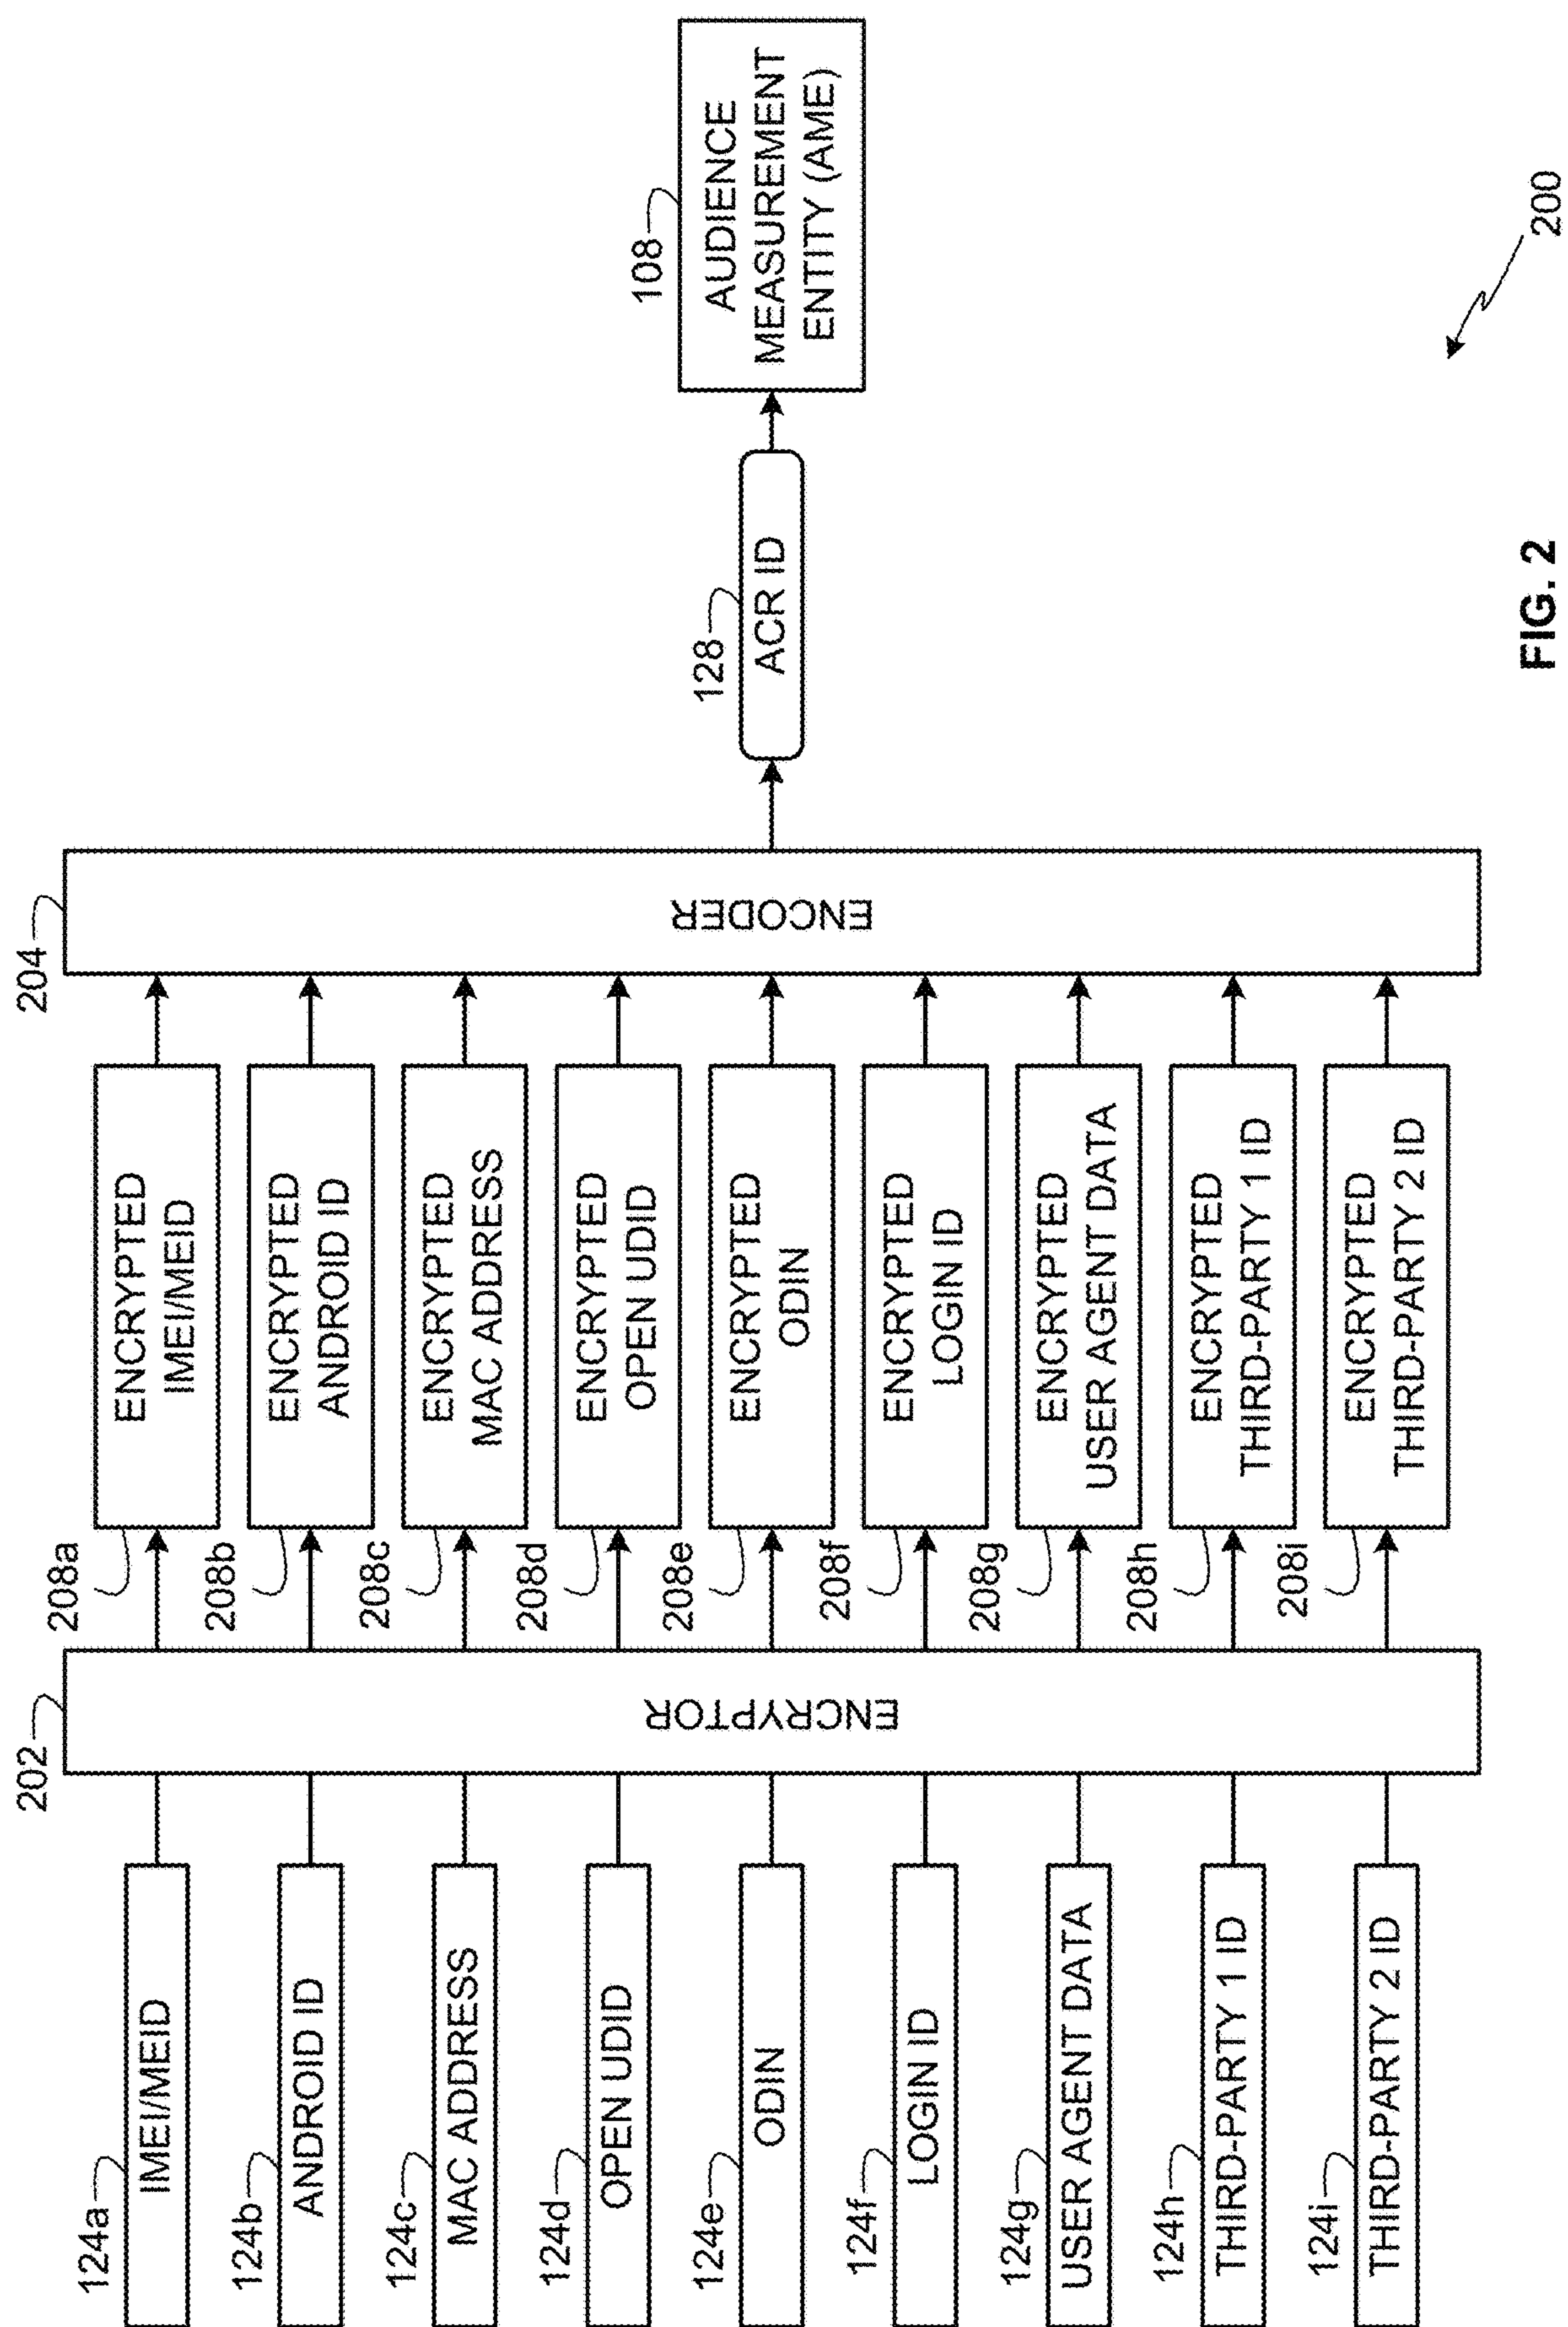 124a
IMEI/MEID
124b
ANDROID ID
124c
MAC ADDRESS
124d
OPEN UDID
124e
ODIN
124f
LOGIN ID
124g
USER AGENT DATA
124h
THIRD-PARTY 1 ID
124i
THIRD-PARTY 2 ID
202
ENCRYPTOR
208a
ENCRYPTED
IMEI/MEID
208b
ENCRYPTED
ANDROID ID
208c
ENCRYPTED
MAC ADDRESS
208d
ENCRYPTED
OPEN UDID
208e
ENCRYPTED
ODIN
208f
ENCRYPTED
LOGIN ID
208g
ENCRYPTED
USER AGENT DATA
208h
ENCRYPTED
THIRD-PARTY 1 ID
208i
ENCRYPTED
THIRD-PARTY 2 ID
204
ENCODER
128
ACR ID
108
AUDIENCE
MEASUREMENT
ENTITY (AME)
200
FIG. 2